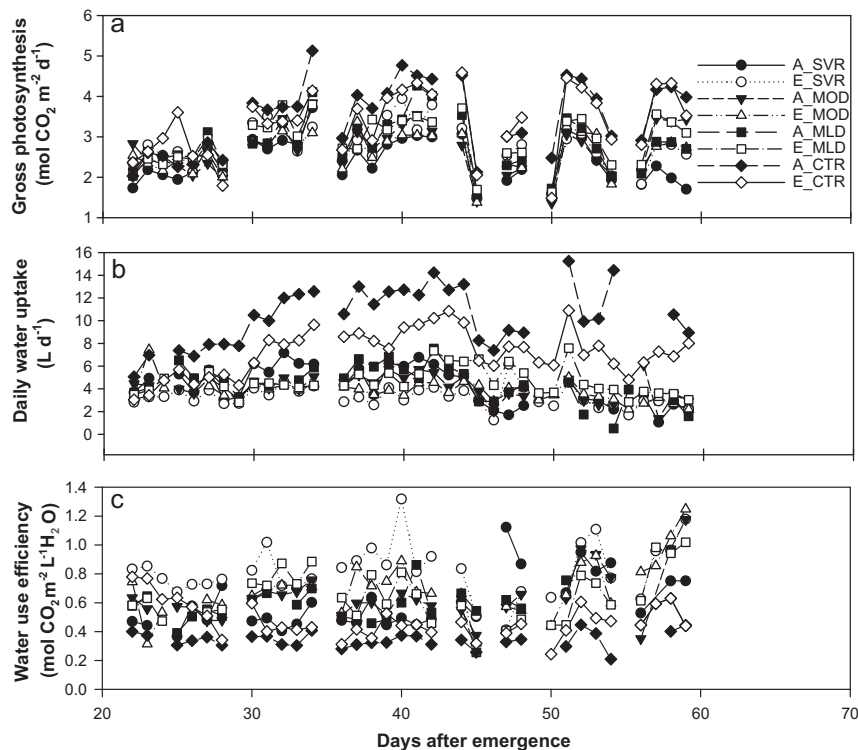 a
Gross photosynthesis
(mol CO2 m-2 d-1)
6
5
4
3
2
1
A_SVR
E_SVR
A_MOD
E_MOD
A_MLD
E_MLD
A_CTR
E_CTR
b
Daily water uptake
(L d-1)
16
14
12
10
8
6
4
2
0
c
Water use efficiency
(mol CO2 m-2 L-1H2 O)
1.4
1.2
1.0
0.8
0.6
0.4
0.2
0.0
20 30 40 50 60 70
Days after emergence